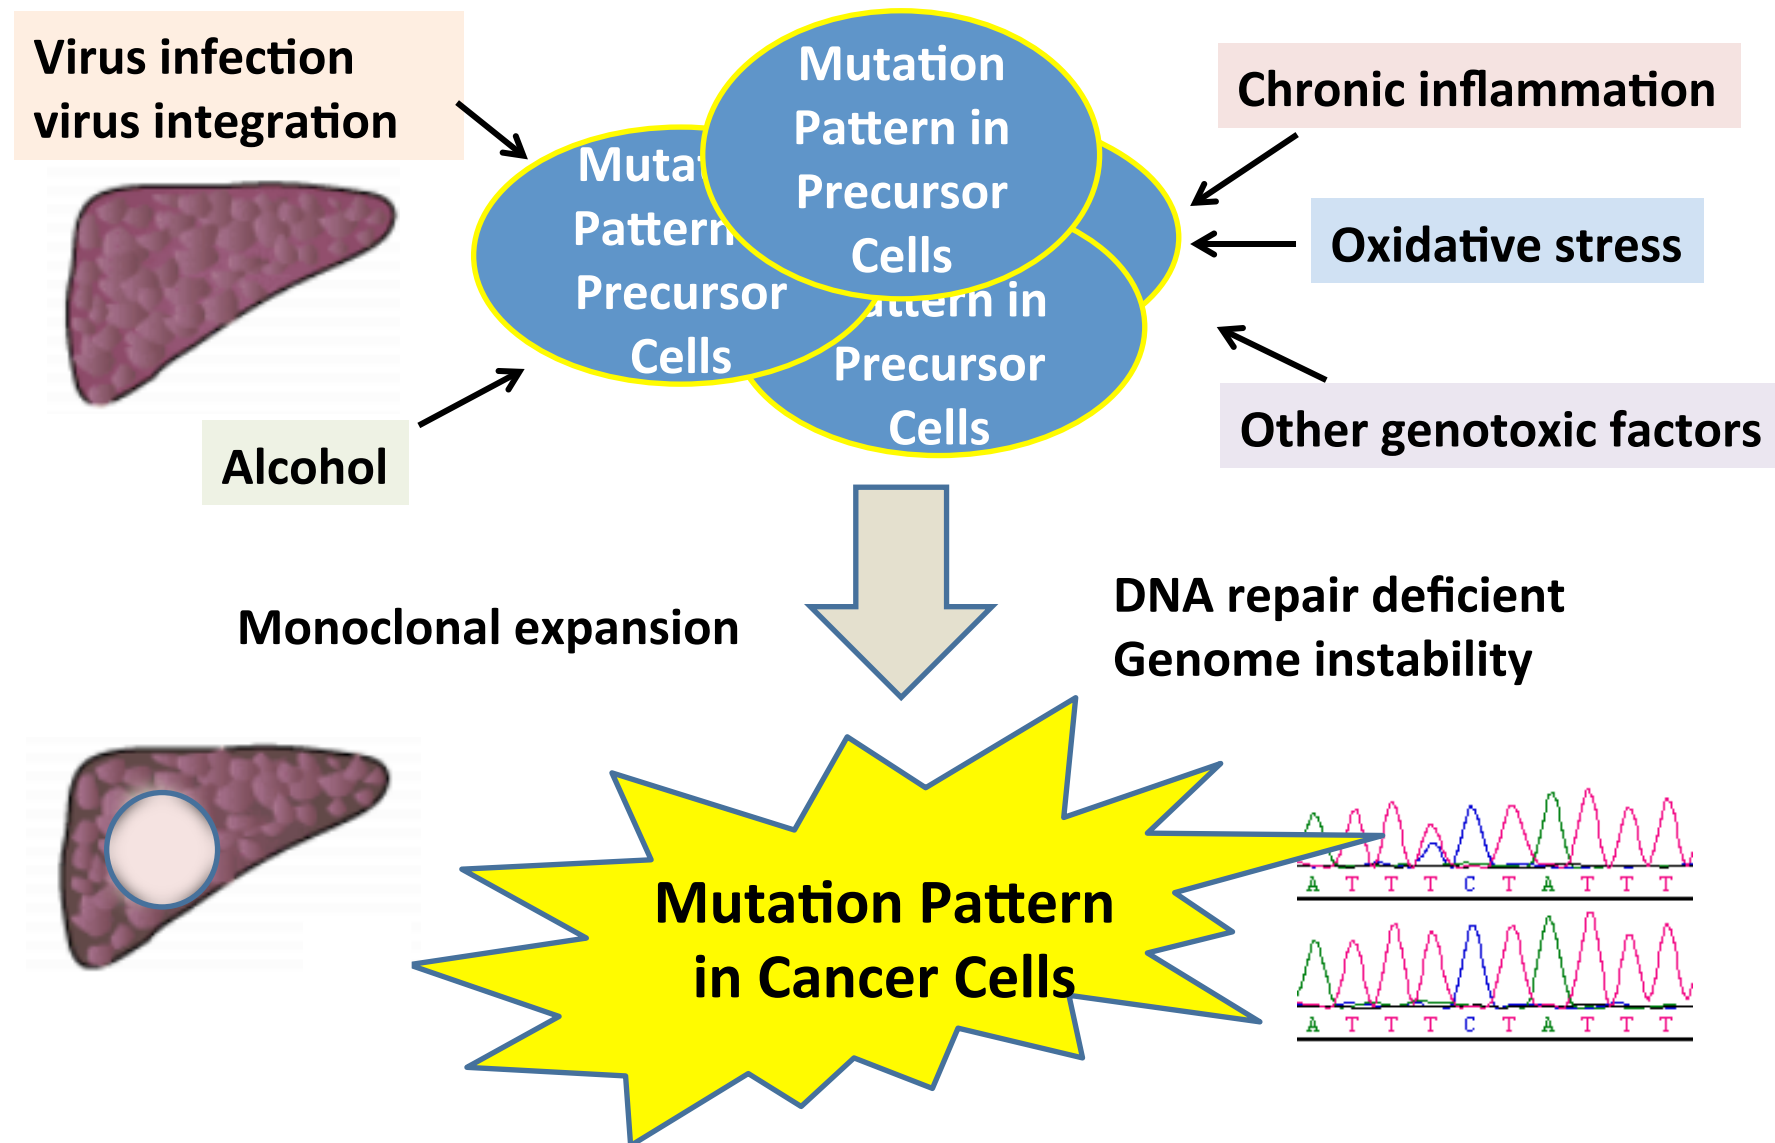 Virus infection
virus integration
Mutation
Pattern in
Precursor
Cells
Chronic inflammation
Oxidative stress
Other genotoxic factors
Pattern
Precursor
Cells
in
Precursor
Cells
Alcohol
Monoclonal expansion
DNA repair deficient
Genome instability
Mutation Pattern
in Cancer Cells
A T T T C T A T T T
A T T T C T A T T T